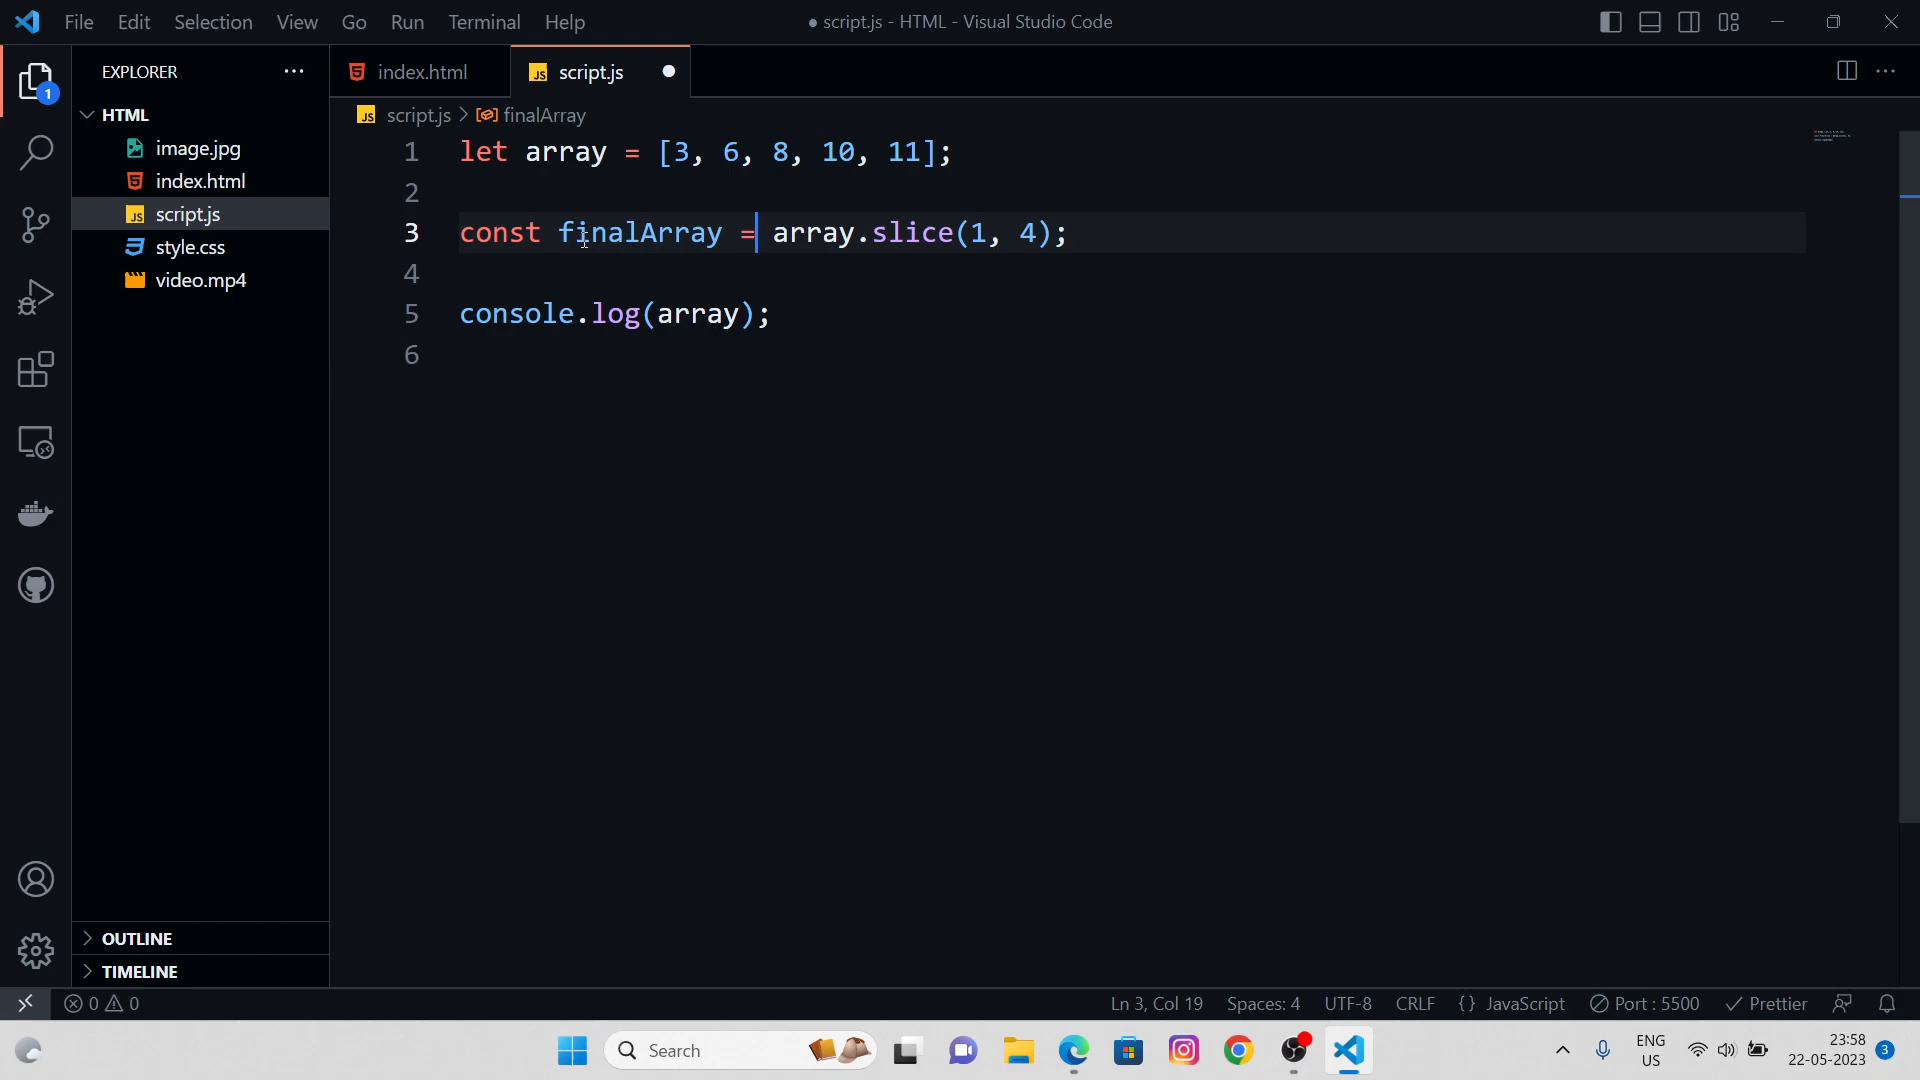 File Edit Selection View Go Run Terminal Help
● script.js - HTML - Visual Studio Code
EXPLORER
index.html
script.js
1
HTML
script.js > finalArray
image.jpg
index.html
script.js
style.css
video.mp4
1 let array = [3, 6, 8, 10, 11];
2
3 const finalArray = array.slice(1, 4);
4
5 console.log(array);
6
OUTLINE
TIMELINE
0 0
Ln 3, Col 19 Spaces: 4 UTF-8 CRLF {} JavaScript Port : 5500 Prettier
Search
ENG
US
23:58
22-05-2023
3